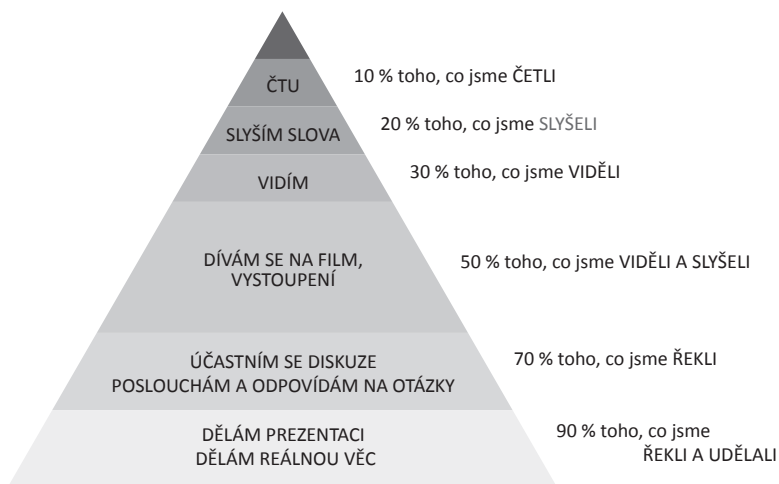 ČTU
10 % toho, co jsme ČETLI
SLYŠÍM SLOVA
20 % toho, co jsme SLYŠELI
VIDÍM
30 % toho, co jsme VIDĚLI
DÍVÁM SE NA FILM,
VYSTOUPENÍ
50 % toho, co jsme VIDĚLI A SLYŠELI
ÚČASTNÍM SE DISKUZE
POSLOUCHÁM A ODPOVÍDÁM NA OTÁZKY
70 % toho, co jsme ŘEKLI
DĚLÁM PREZENTACI
DĚLÁM REÁLNOU VĚC
90 % toho, co jsme
ŘEKLI A UDĚLALI